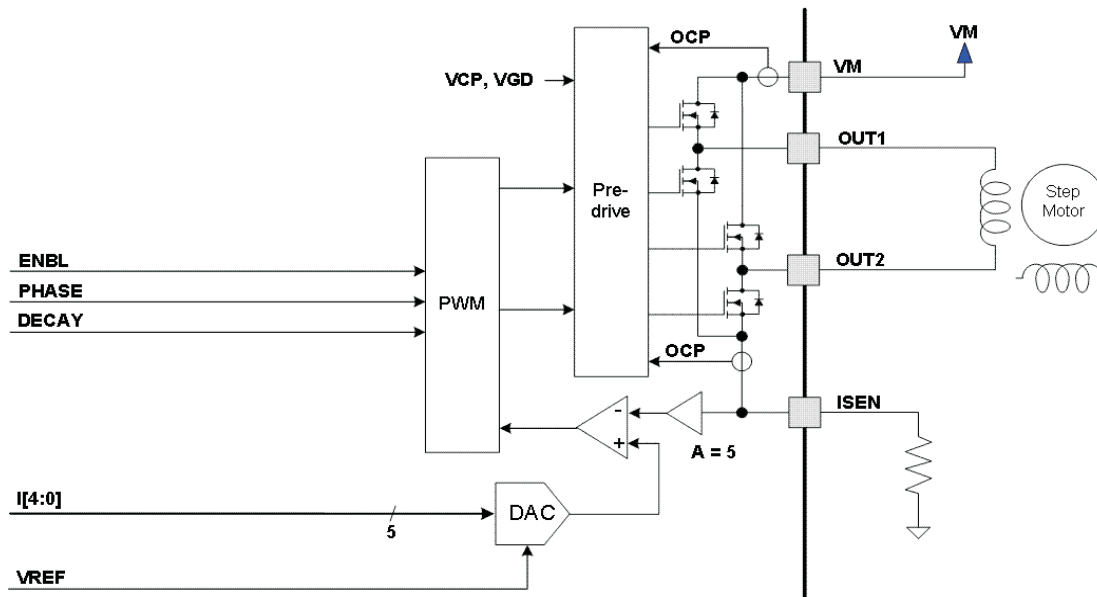 OCP
VM
VM
VCP, VGD
OUT1
Pre-
drive
Step
Motor
ENBL
OUT2
PHASE
PWM
DECAY
OCP
ISEN
-
+
A = 5
I[4:0]
5
DAC
VREF